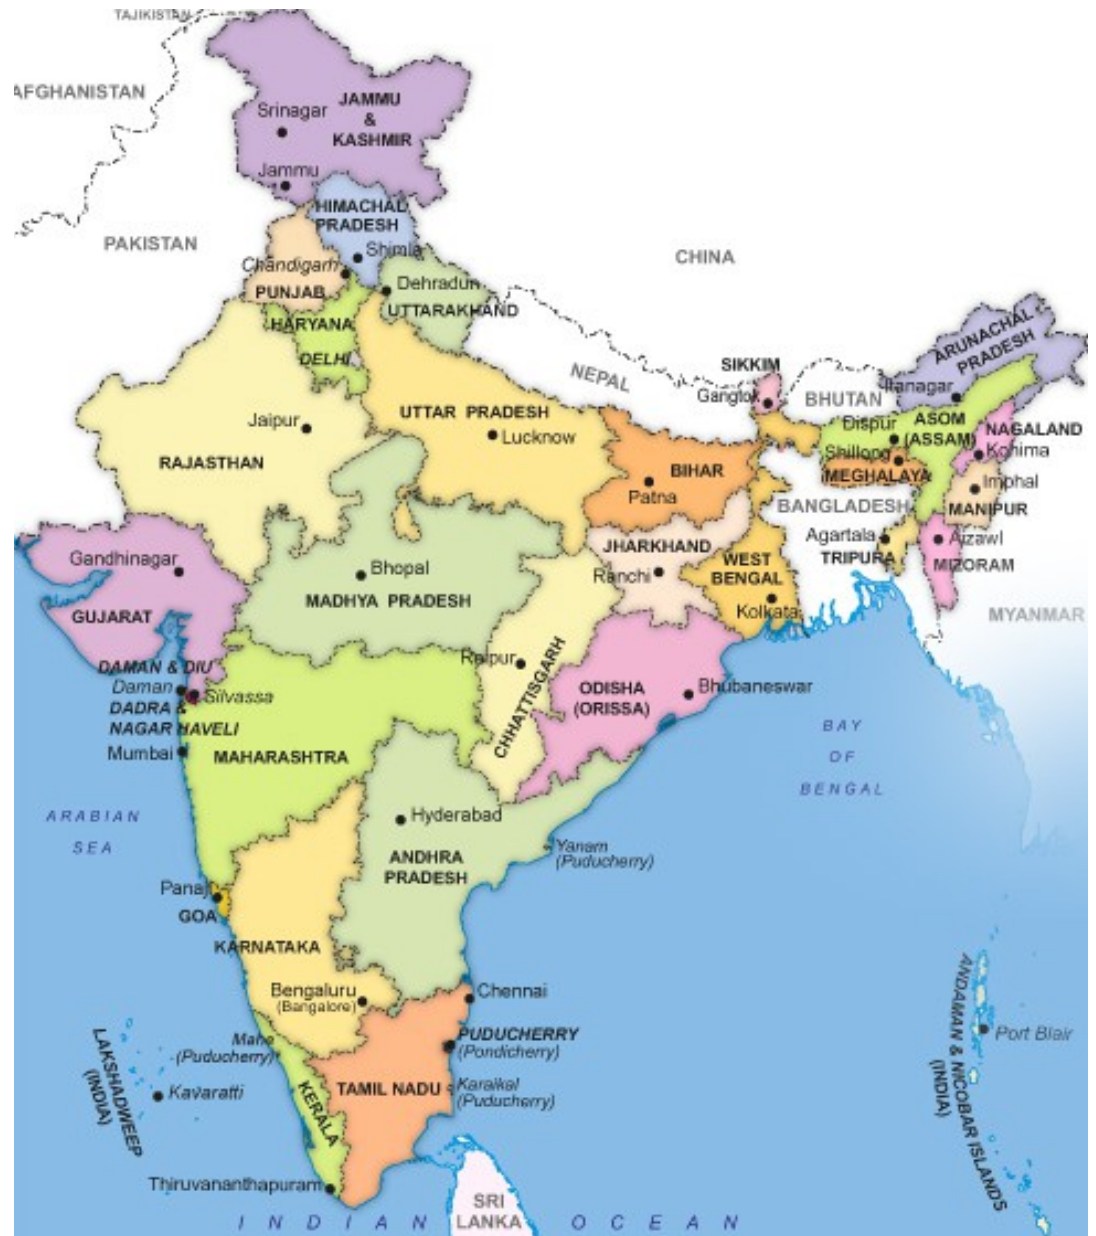 TAJIKISTAN
AFGHANISTAN
Srinagar
JAMMU
&
KASHMIR
Jammu
HIMACHAL
PRADESH
PAKISTAN
Shimla
CHINA
Chandigarh
PUNJAB
Dehradun
UTTARAKHAND
HARYANA
DELHI
ARUNACHAL
PRADESH
NEPAL
SIKKIM
Gangtok
BHUTAN
Itanagar
Jaipur
UTTAR PRADESH
Lucknow
Dispur
ASOM
(ASSAM)
NAGALAND
Kohima
RAJASTHAN
BIHAR
Patna
Shillong
MEGHALAYA
Imphal
MANIPUR
BANGLADESH
Gandhinagar
Bhopal
JHARKHAND
Ranchi
WEST
BENGAL
Agartala
TRIPURA
Aizawl
MIZORAM
GUJARAT
MADHYA PRADESH
Kolkata
MYANMAR
Raipur
CHHATTISGARH
DAMAN & DIU
Daman
Silvassa
DADRA &
NAGAR HAVELI
Mumbai
ODISHA
(ORISSA)
Bhubaneswar
MAHARASHTRA
BAY
OF
BENGAL
ARABIAN
SEA
Hyderabad
ANDHRA
PRADESH
Yanam
(Puducherry)
Panaji
GOA
KARNATAKA
Bengaluru
(Bangalore)
Chennai
Mahe
(Puducherry)
PUDUCHERRY
(Pondicherry)
LAKSHADWEEP
(INDIA)
Kavaratti
KERALA
TAMIL NADU
Karaikal
(Puducherry)
ANDAMAN & NICOBAR ISLANDS
(INDIA)
Port Blair
Thiruvananthapuram
SRI
LANKA
INDIAN OCEAN